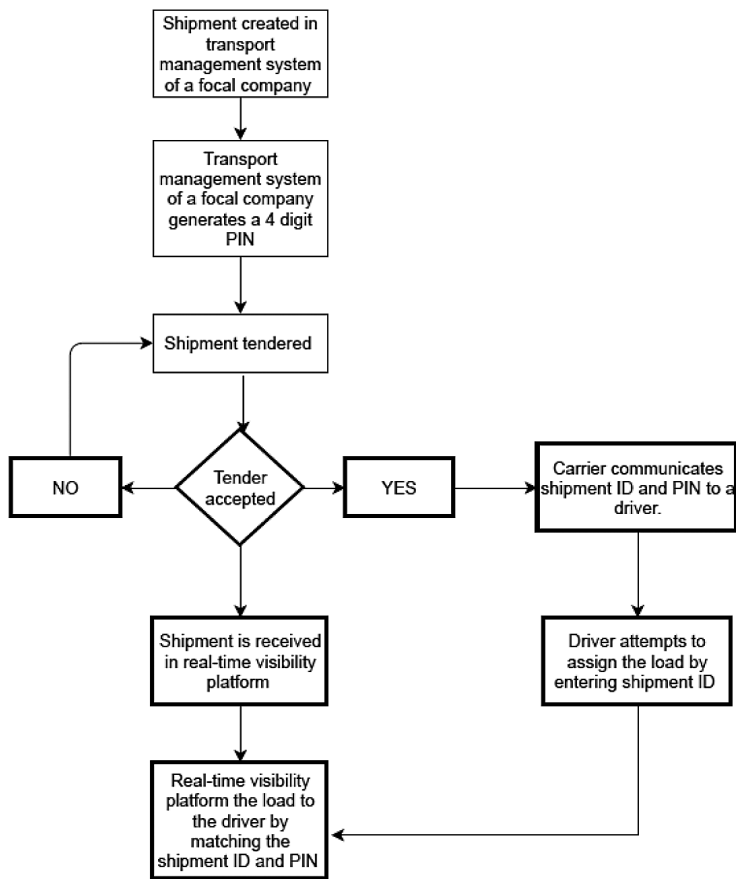 Shipment created in
transport
management system
of a focal company
Transport
management system
of a focal company
generates a 4 digit
PIN
Shipment tendered
NO
Tender
accepted
YES
Carrier communicates
shipment ID and PIN to a
driver.
Shipment is received
in real-time visibility
platform
Driver attempts to
assign the load by
entering shipment ID
Real-time visibility
platform the load to
the driver by
matching the
shipment ID and PIN